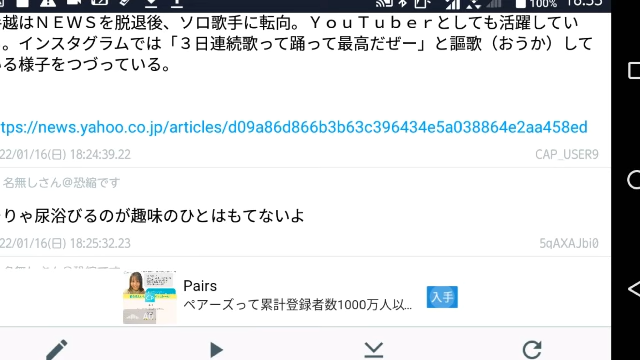 100% 18:35
越はＮＥＷＳを脱退後、ソロ歌手に転向。ＹｏｕＴｕｂｅｒとしても活躍してい
。インスタグラムでは「３日連続歌って踊って最高だぜー」と謳歌（おうか）して
る様子をつづっている。
tps://news.yahoo.co.jp/articles/d09a86d866b3b63c396434e5a038864e2aa458ed
22/01/16(日) 18:24:39.22 CAP_USER9
名無しさん＠恐縮です
りゃ尿浴びるのが趣味のひとはもてないよ
22/01/16(日) 18:25:32.23 5qAXAJbi0
Pairs
ペアーズって累計登録者数1000万人以...
入手